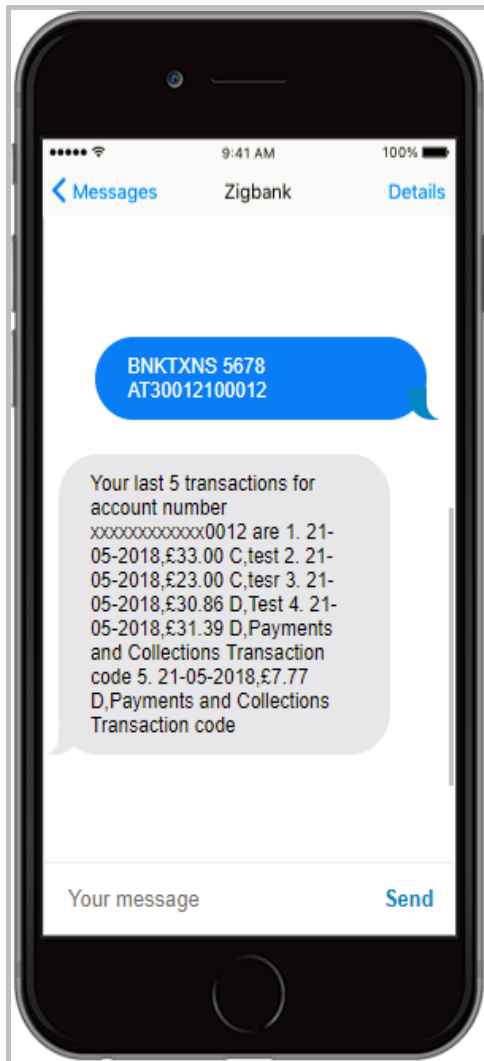 9:41 AM
100%
Messages
Zigbank
Details
BNKTXNS 5678
AT30012100012
Your last 5 transactions for
account number
xxxxxxxxxxxx0012 are 1. 21-
05-2018,£33.00 C,test 2. 21-
05-2018,£23.00 C,tesr 3. 21-
05-2018,£30.86 D,Test 4. 21-
05-2018,£31.39 D,Payments
and Collections Transaction
code 5. 21-05-2018,£7.77
D,Payments and Collections
Transaction code
Your message
Send